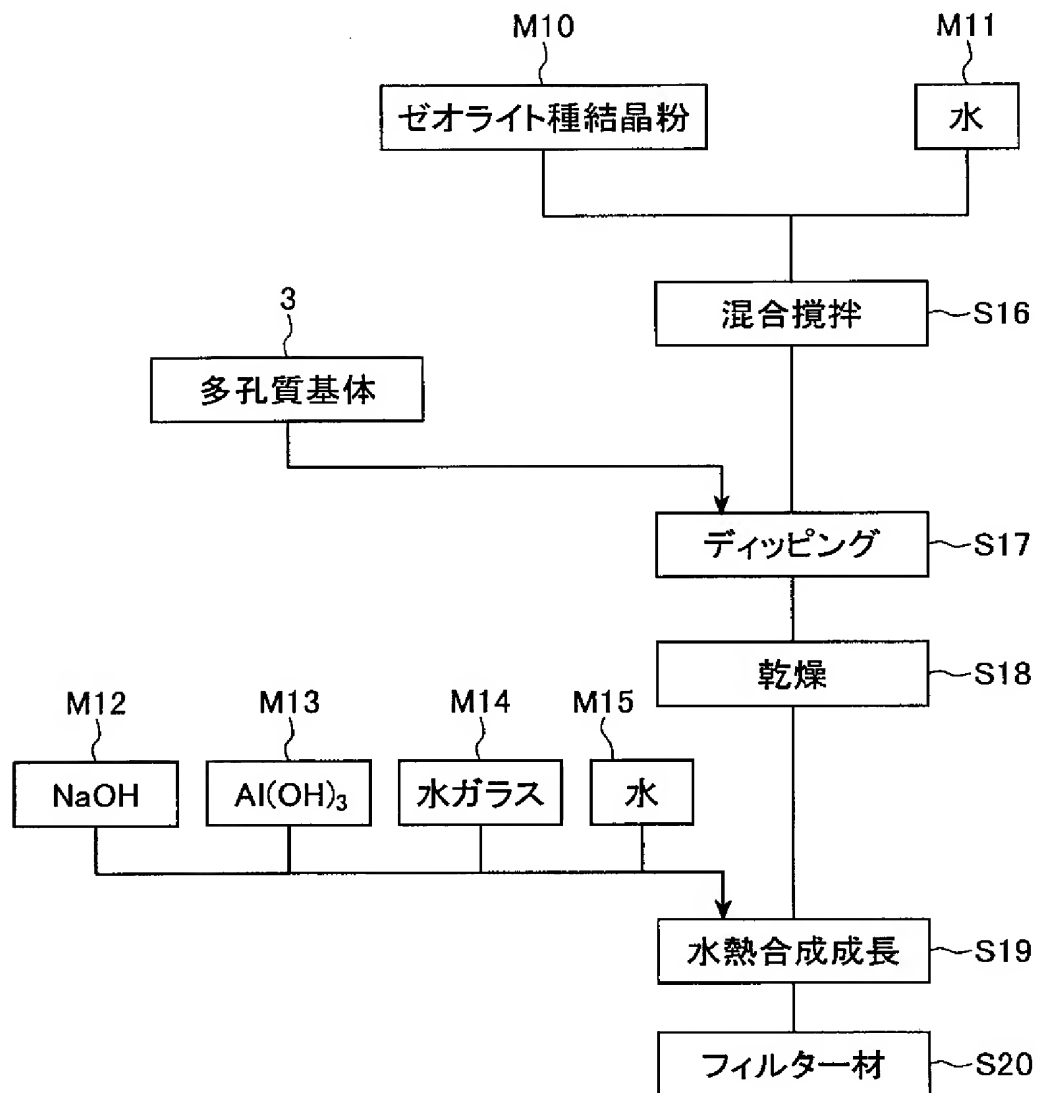 M10
M11
ゼオライト種結晶粉
水
混合撹拌
S16
3
多孔質基体
ディッピング
S17
乾燥
S18
M12
M13
M14
M15
NaOH
Al(OH)₃
水ガラス
水
水熱合成成長
S19
フィルター材
S20